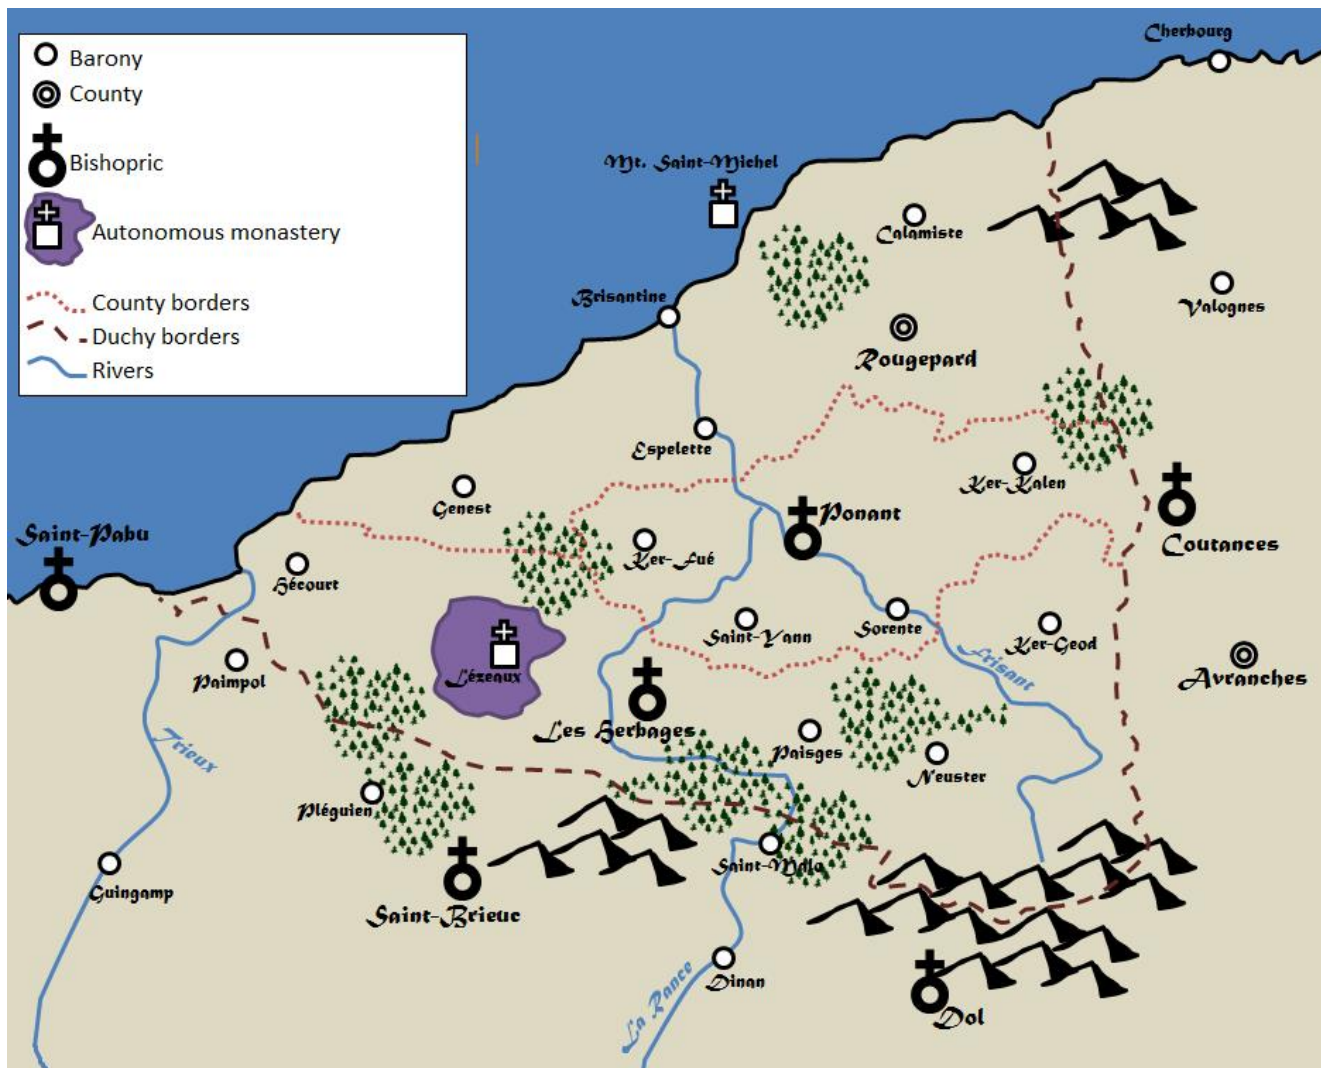 Cherbourg
Barony
County
Bishopric
Autonomous monastery
County borders
Duchy borders
Rivers
Mt. Saint-Michel
Calamiste
Brisantine
Valognes
Rougepard
Espelette
Genest
Ker-Kalen
Ponant
Saint-Pabu
Coutances
Ker-Fué
Hécourt
Saint-Yann
Sorente
Ker-Geod
Frisant
Avranches
Paimpol
Lézeaux
Les Herbages
Trieux
Paisges
Neuster
Pléguien
Saint-Malo
Guingamp
Saint-Brieuc
Dinan
La Rance
Dol